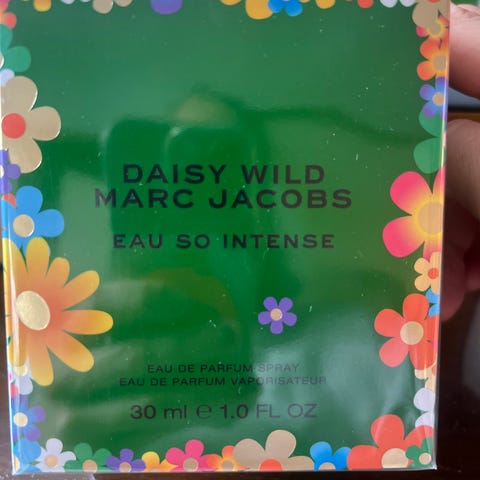 DAISY WILD
MARC JACOBS
EAU SO INTENSE
EAU DE PARFUM SPRAY
EAU DE PARFUM VAPORISATEUR
30 ml ℮ 1.0 FL OZ